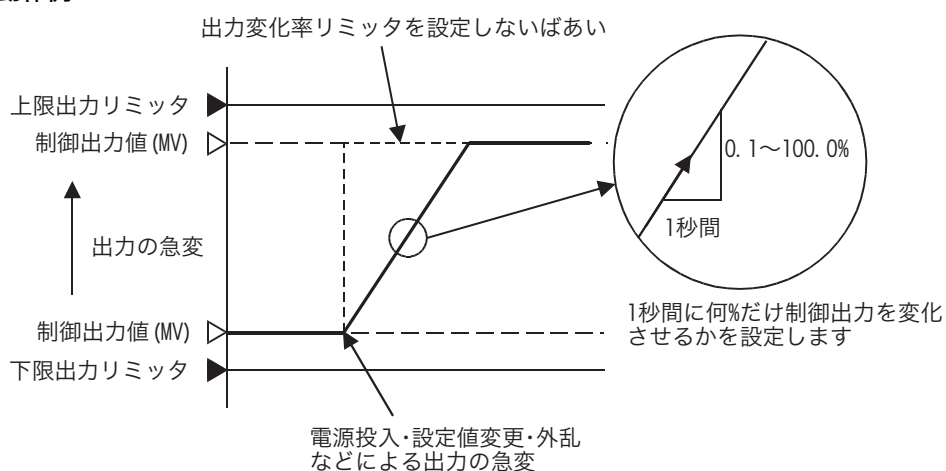 出力変化率リミッタを設定しないばあい
上限出力リミッタ
制御出力値(MV)
出力の急変
制御出力値(MV)
下限出力リミッタ
0.1～100.0%
1秒間
1秒間に何%だけ制御出力を変化
させるかを設定します
電源投入・設定値変更・外乱
などによる出力の急変